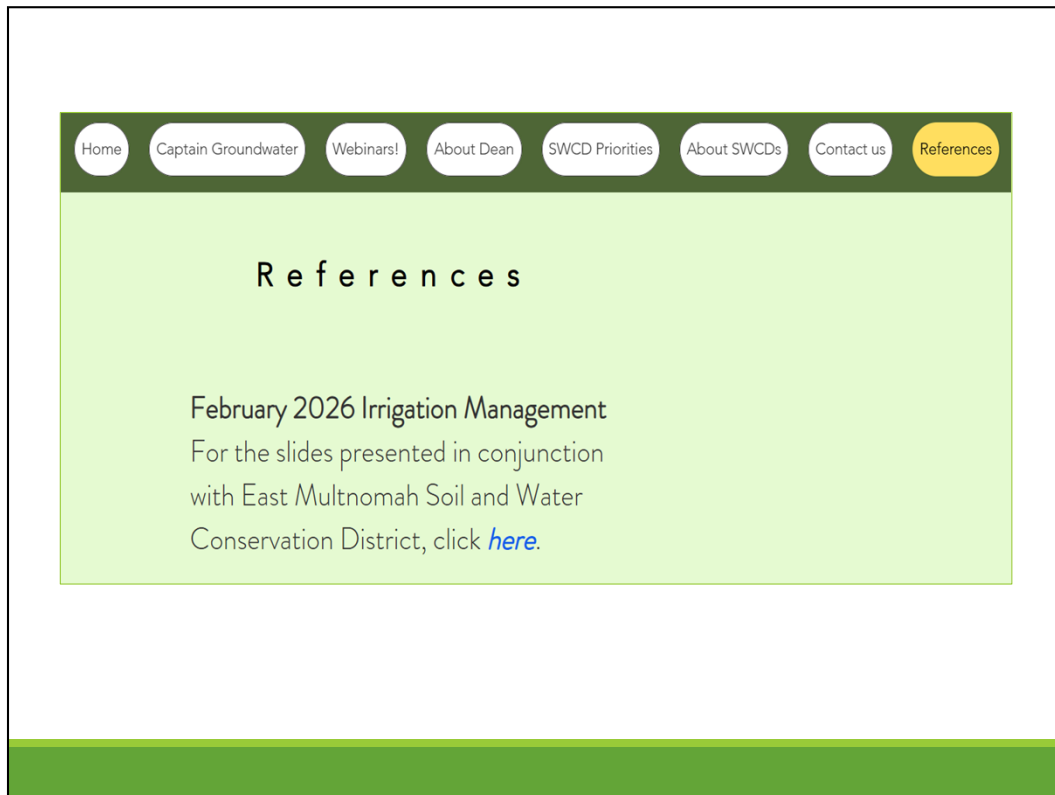 Home Captain Groundwater Webinars! About Dean SWCD Priorities About SWCDs Contact us References
References
February 2026 Irrigation Management
For the slides presented in conjunction
with East Multnomah Soil and Water
Conservation District, click here.